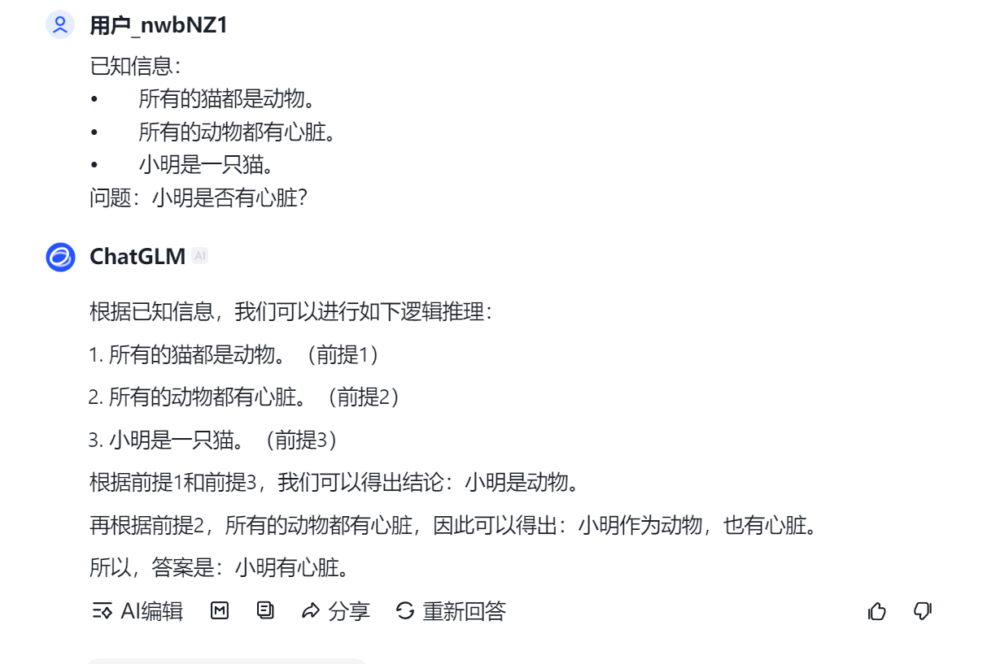 用户_nwbNZ1
已知信息：
• 所有的猫都是动物。
• 所有的动物都有心脏。
• 小明是一只猫。
问题：小明是否有心脏？
ChatGLM AI
根据已知信息，我们可以进行如下逻辑推理：
1. 所有的猫都是动物。（前提1）
2. 所有的动物都有心脏。（前提2）
3. 小明是一只猫。（前提3）
根据前提1和前提3，我们可以得出结论：小明是动物。
再根据前提2，所有的动物都有心脏，因此可以得出：小明作为动物，也有心脏。
所以，答案是：小明有心脏。
AI编辑 分享 重新回答